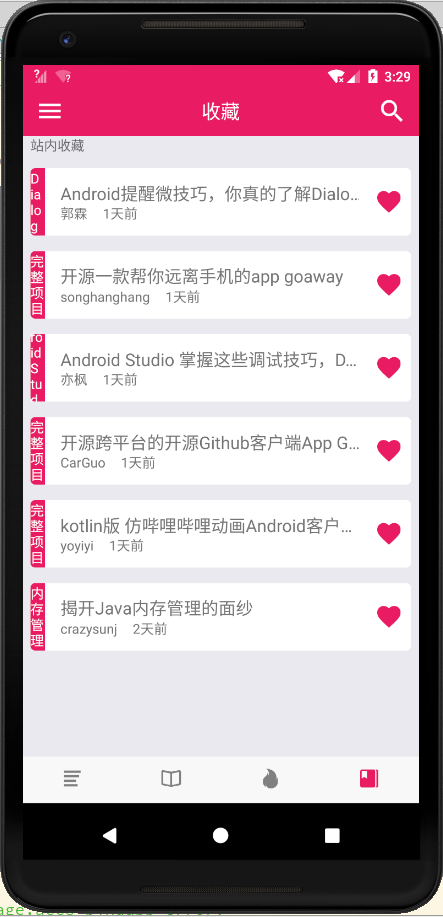 3:29
收藏
站内收藏
Dialog
Android提醒微技巧，你真的了解Dialo...
郭霖 1天前
完整项目
开源一款帮你远离手机的app goaway
songhanghang 1天前
roid Stud
Android Studio 掌握这些调试技巧，D...
亦枫 1天前
完整项目
开源跨平台的开源Github客户端App G...
CarGuo 1天前
完整项目
kotlin版 仿哔哩哔哩动画Android客户...
yoyiyi 1天前
内存管理
揭开Java内存管理的面纱
crazysunj 2天前